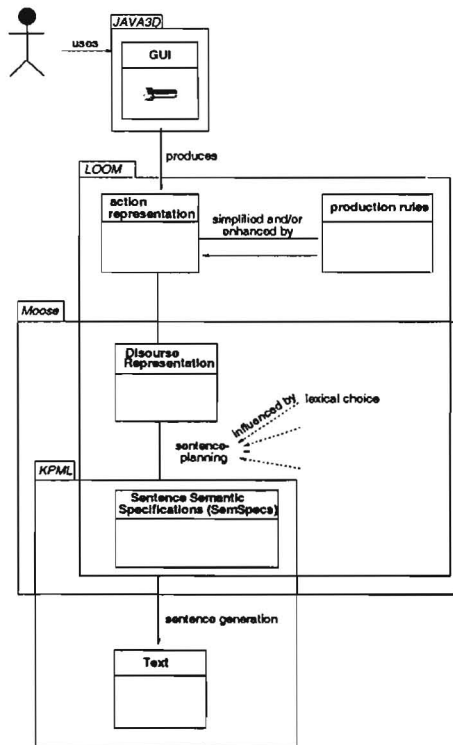 JAVA3D
uses
GUI
produces
LOOM
action
representation
simplified and/or
enhanced by
production rules
Moose
Disourse
Representation
influenced by
lexical choice
sentence-
planning
KPML
Sentence Semantic
Specifications (SemSpecs)
sentence generation
Text